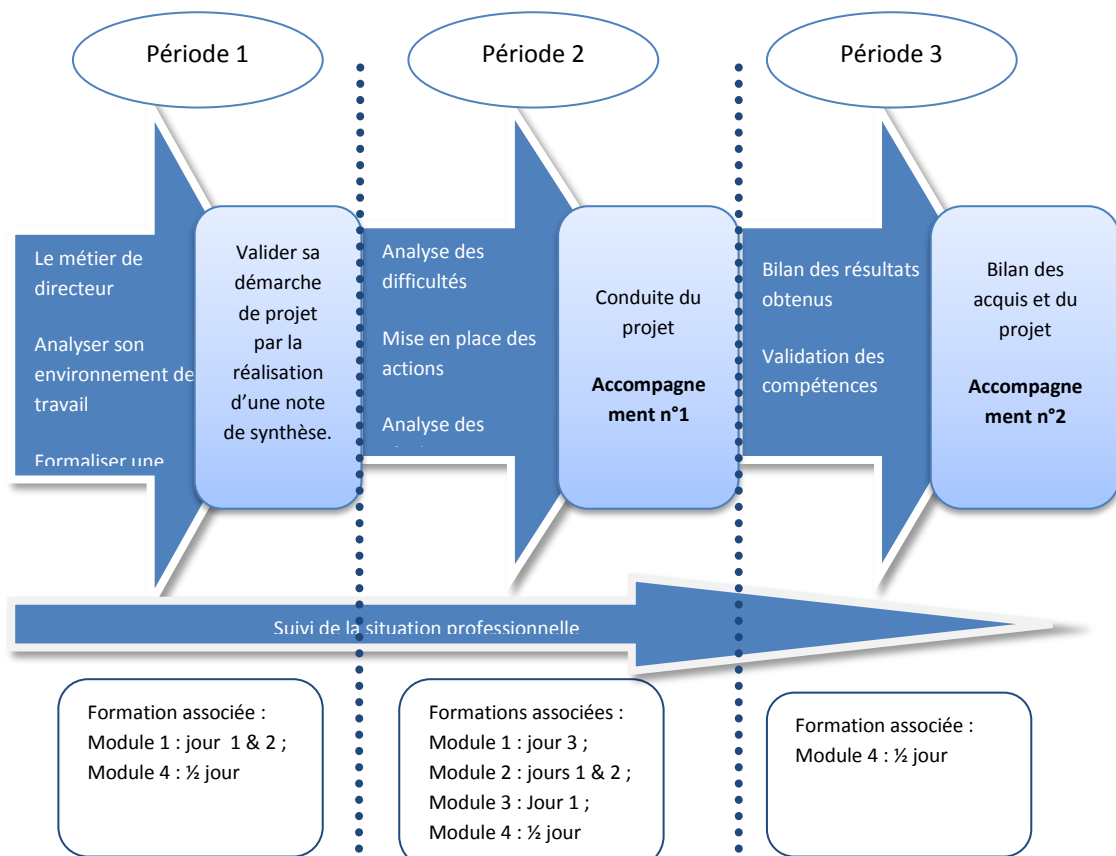 Période 1
Période 2
Période 3
Le métier de
directeur
Analyser son
environnement de
travail
Formaliser une
Valider sa
démarche
de projet
par la
réalisation
d’une note
de synthèse.
Analyse des
difficultés
Mise en place des
actions
Analyse des
Conduite du
projet
Accompagne
ment n°1
Bilan des résultats
obtenus
Validation des
compétences
Bilan des
acquis et du
projet
Accompagne
ment n°2
Suivi de la situation professionnelle
Formation associée :
Module 1 : jour 1 & 2 ;
Module 4 : ½ jour
Formations associées :
Module 1 : jour 3 ;
Module 2 : jours 1 & 2 ;
Module 3 : Jour 1 ;
Module 4 : ½ jour
Formation associée :
Module 4 : ½ jour